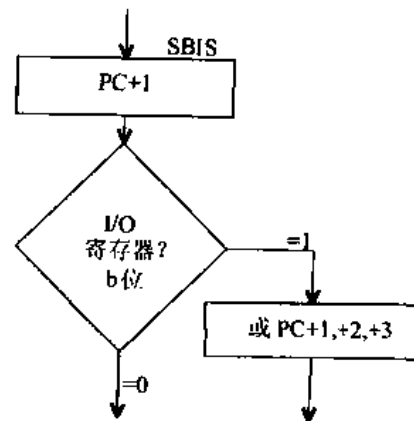 SBIS
PC+1
I/O
寄存器?
b位
=1
或 PC+1,+2,+3
=0